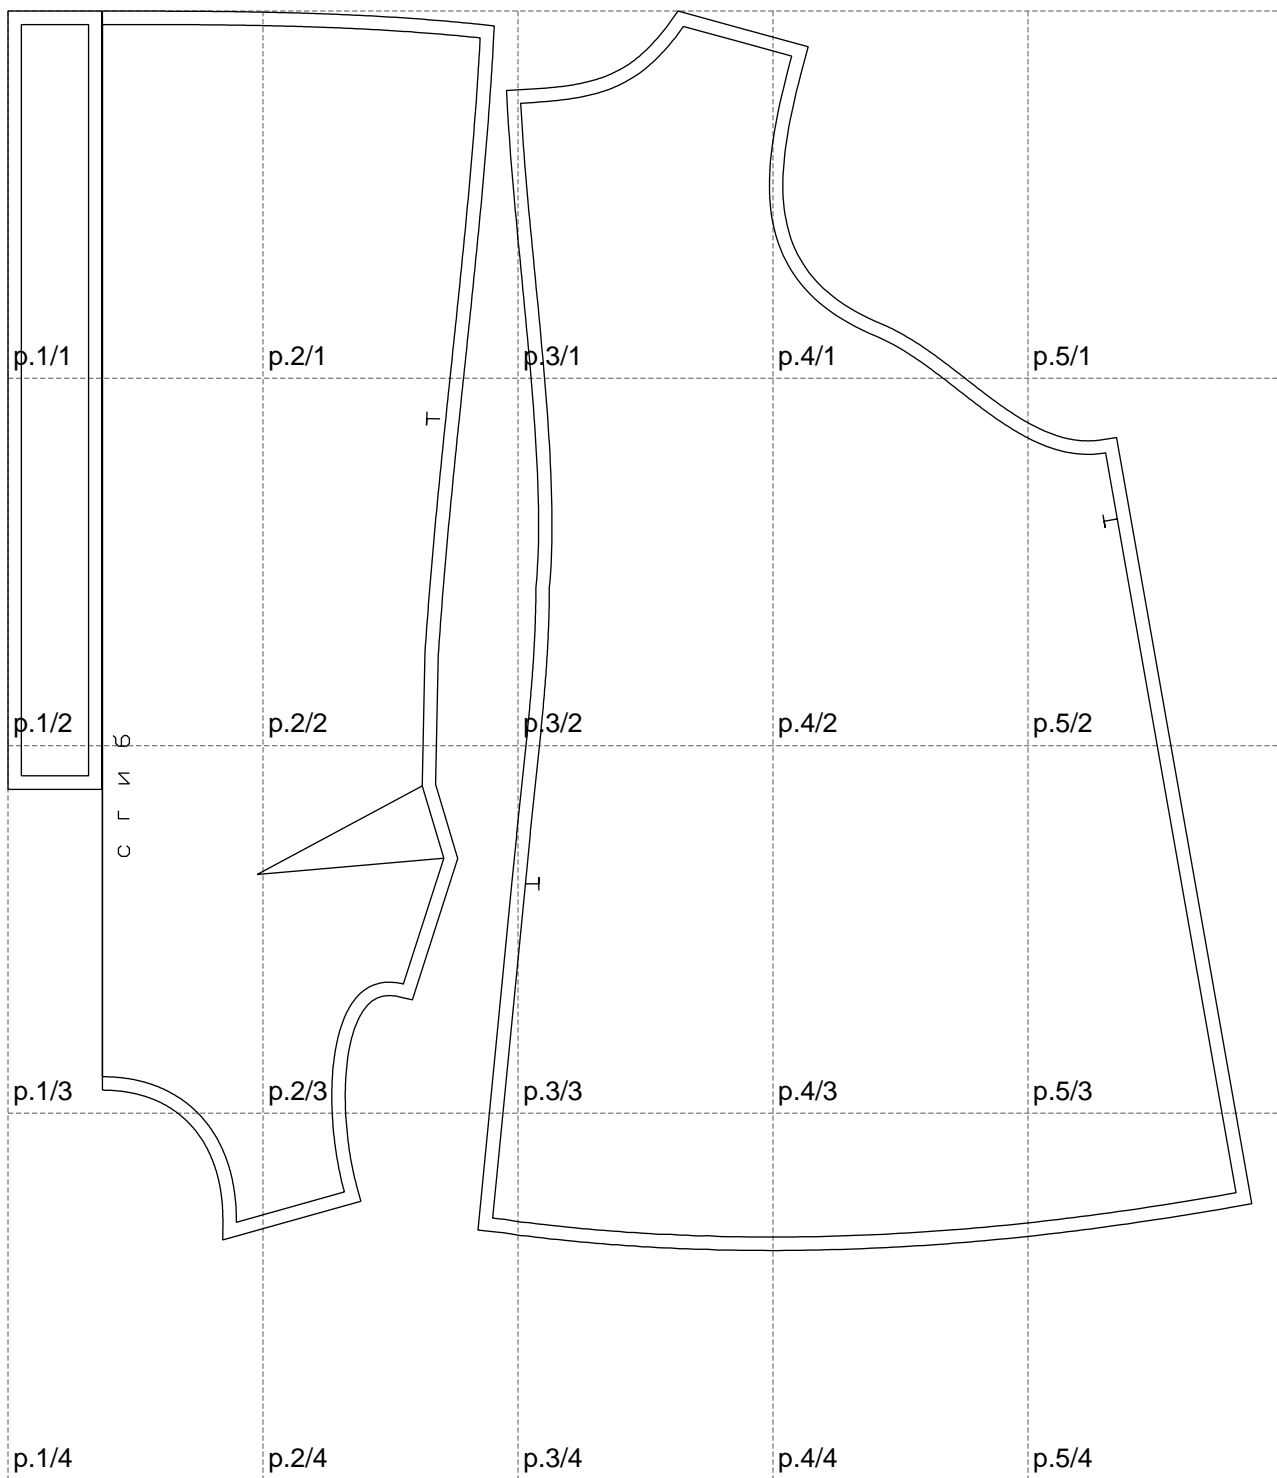 p.1/1 p.2/1 p.3/1 p.4/1 p.5/1
p.1/2 p.2/2 p.3/2 p.4/2 p.5/2
С Г И Б
p.1/3 p.2/3 p.3/3 p.4/3 p.5/3
p.1/4 p.2/4 p.3/4 p.4/4 p.5/4